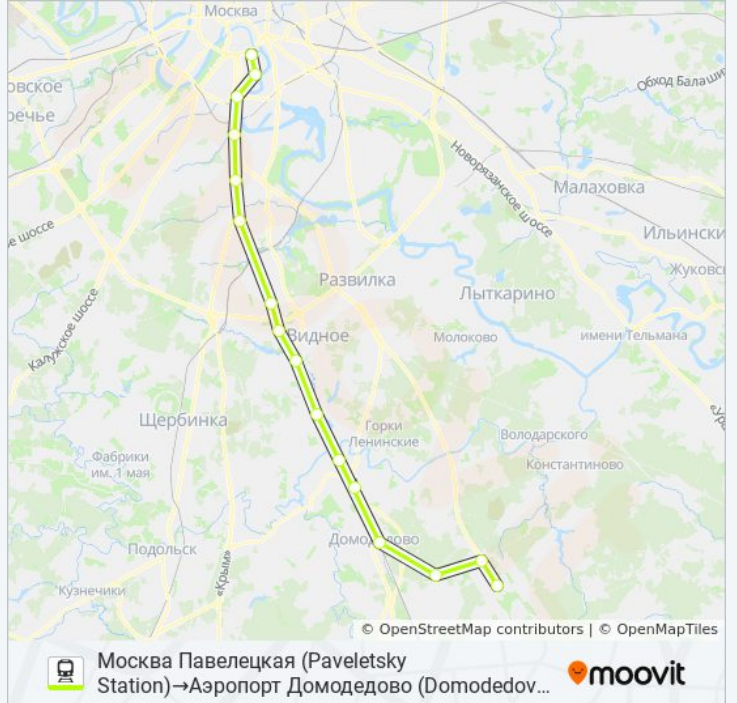 Москва
Обход Балаши
овское
речье
Новорязанское шоссе
Малаховка
е шоссе
Ильински
Жуковс
Развилка
Лыткарино
Калужское шоссе
Видное
Молоково
имени Тельмана
«Ура
Щербинка
Горки
Ленинские
Володарского
Фабрики
им. 1 мая
Константиново
Подольск
Домодедово
«Крым»
Кузнечики
© OpenStreetMap contributors | © OpenMapTiles
Москва Павелецкая (Paveletsky
Station)→Аэропорт Домодедово (Domodedov…
moovit